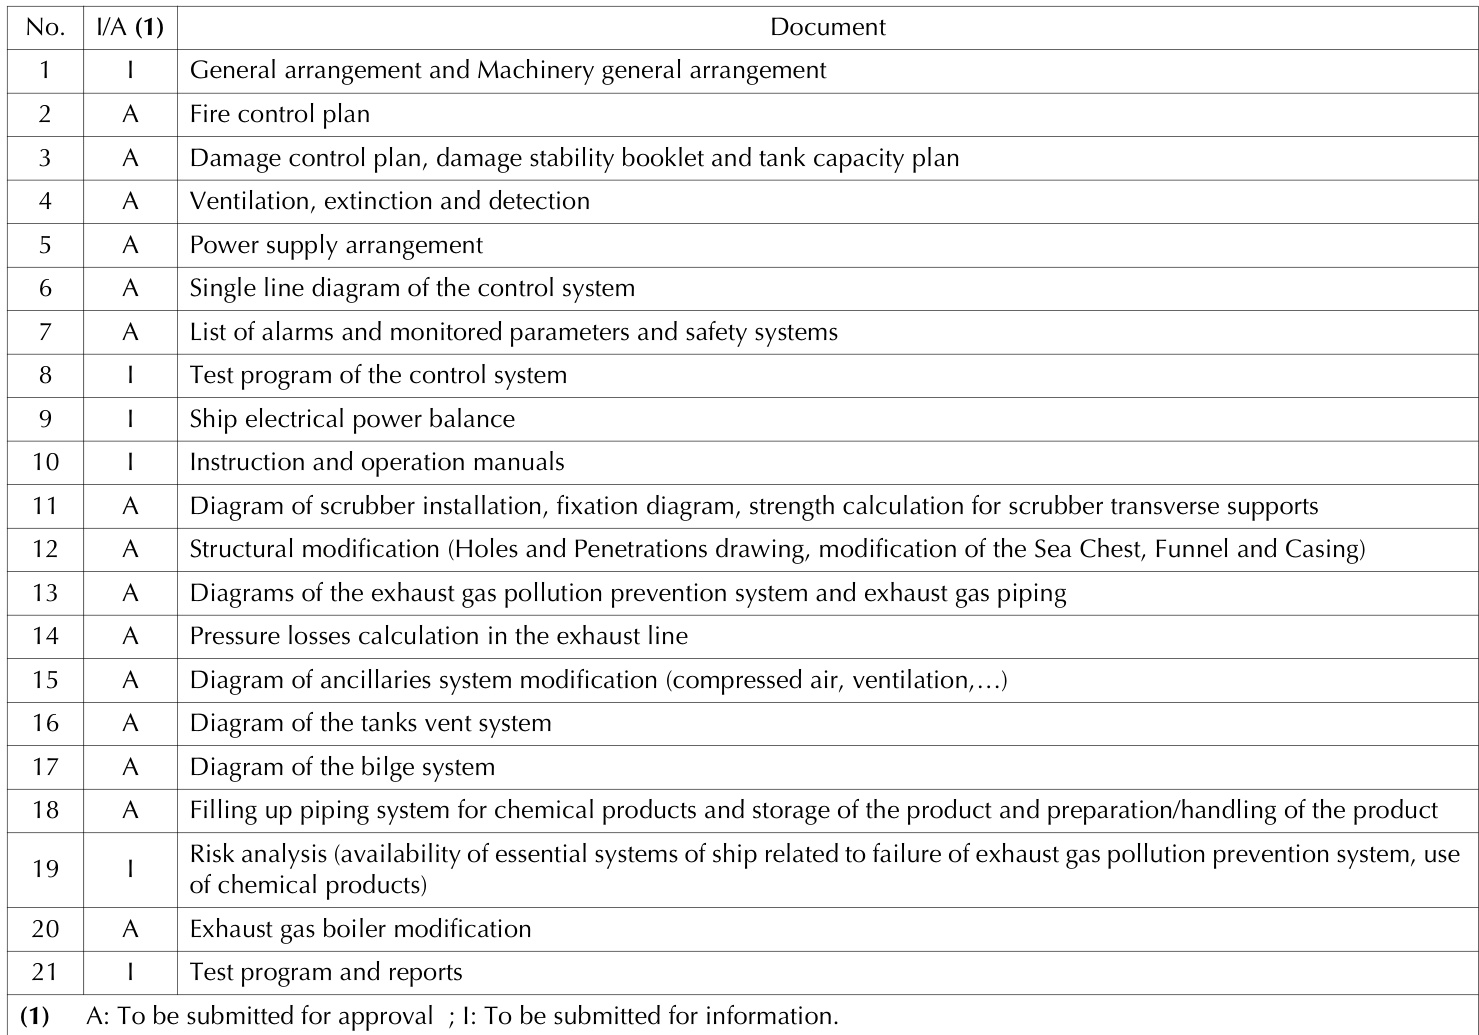 No. I/A (1) Document
1 I General arrangement and Machinery general arrangement
2 A Fire control plan
3 A Damage control plan, damage stability booklet and tank capacity plan
4 A Ventilation, extinction and detection
5 A Power supply arrangement
6 A Single line diagram of the control system
7 A List of alarms and monitored parameters and safety systems
8 I Test program of the control system
9 I Ship electrical power balance
10 I Instruction and operation manuals
11 A Diagram of scrubber installation, fixation diagram, strength calculation for scrubber transverse supports
12 A Structural modification (Holes and Penetrations drawing, modification of the Sea Chest, Funnel and Casing)
13 A Diagrams of the exhaust gas pollution prevention system and exhaust gas piping
14 A Pressure losses calculation in the exhaust line
15 A Diagram of ancillaries system modification (compressed air, ventilation,…)
16 A Diagram of the tanks vent system
17 A Diagram of the bilge system
18 A Filling up piping system for chemical products and storage of the product and preparation/handling of the product
19 I Risk analysis (availability of essential systems of ship related to failure of exhaust gas pollution prevention system, use
of chemical products)
20 A Exhaust gas boiler modification
21 I Test program and reports
(1) A: To be submitted for approval ; I: To be submitted for information.